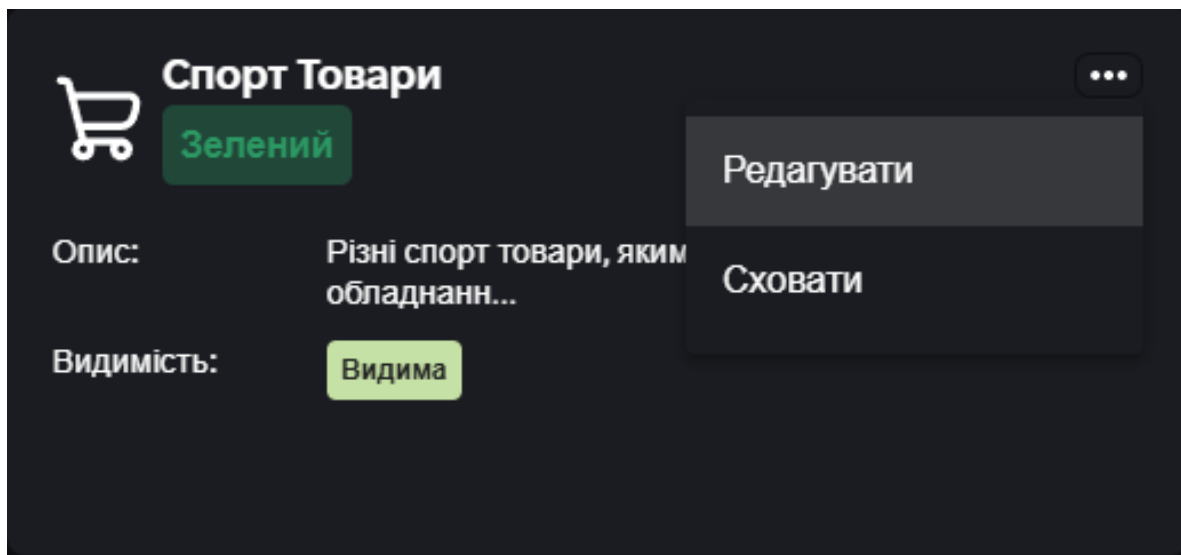 Спорт Товари
Зелений
Редагувати
Сховати
Опис:
Різні спорт товари, яким
обладнанн...
Видимість:
Видима